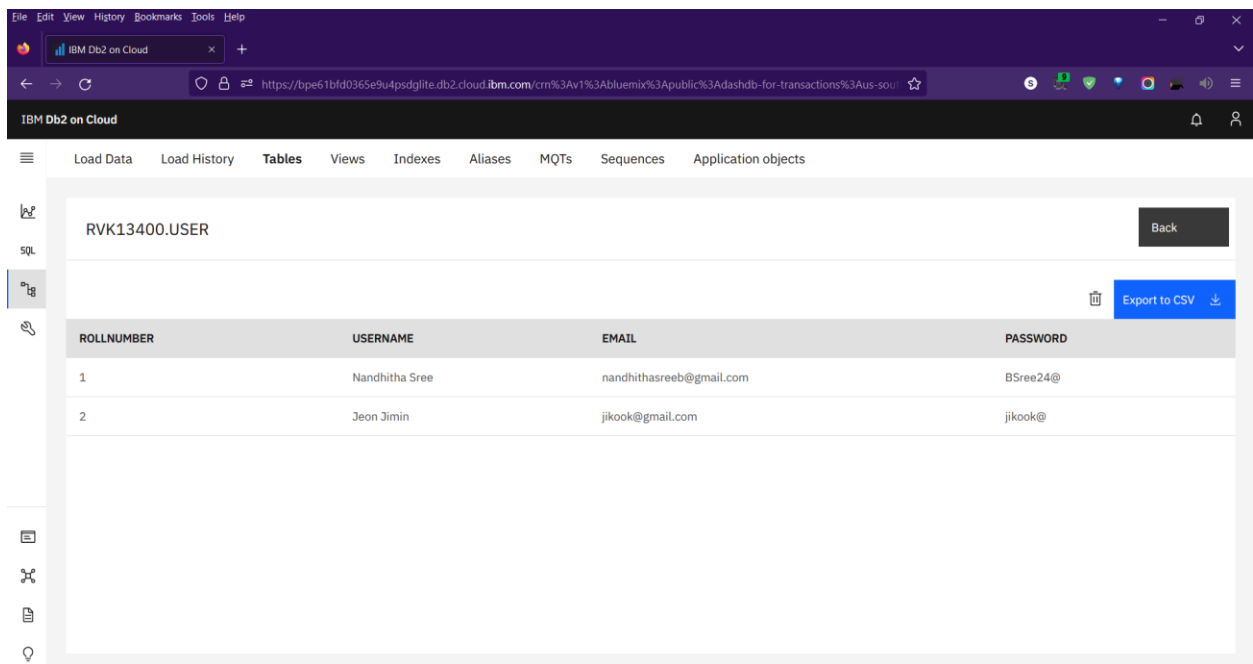 File Edit View History Bookmarks Tools Help
IBM Db2 on Cloud
https://bpe61bfd0365e9u4psdglite.db2.cloud.ibm.com/crn%3Av1%3Abluemix%3Apublic%3Adashdb-for-transactions%3Aus-sou
IBM Db2 on Cloud
Load Data Load History Tables Views Indexes Aliases MQTs Sequences Application objects
RVK13400.USER
Back
SQL
Export to CSV
ROLLNUMBER USERNAME EMAIL PASSWORD
1 Nandhitha Sree nandhithasreeb@gmail.com BSree24@
2 Jeon Jimin jikook@gmail.com jikook@